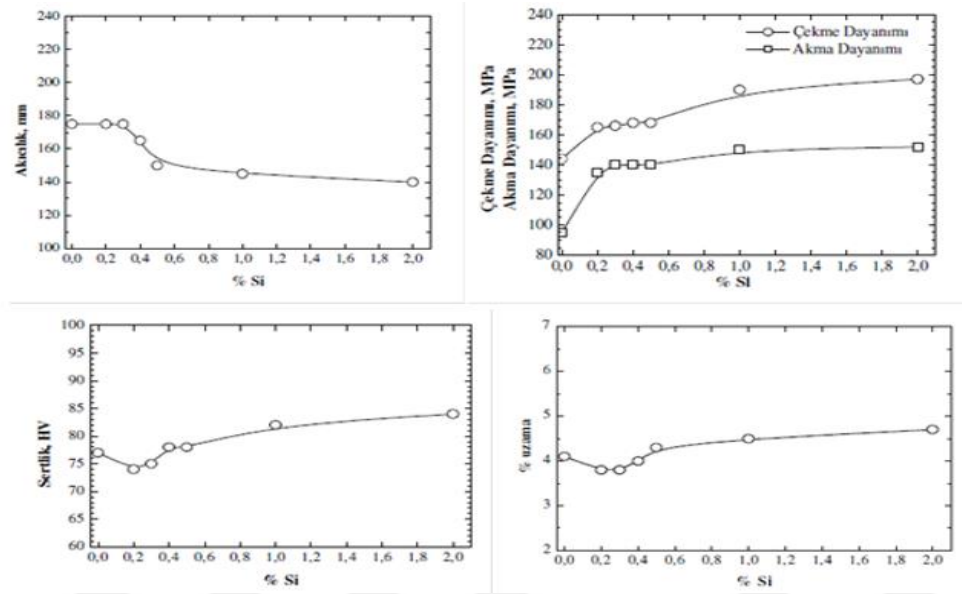 240
220
200
180
160
140
120
100
Akıcılık, mm
0,0 0,2 0,4 0,6 0,8 1,0 1,2 1,4 1,6 1,8 2,0
% Si
240
220
200
180
160
140
120
100
80
Çekme Dayanımı, MPa
Akma Dayanımı, MPa
Çekme Dayanımı
Akma Dayanımı
0,0 0,2 0,4 0,6 0,8 1,0 1,2 1,4 1,6 1,8 2,0
% Si
100
95
90
85
80
75
70
65
60
Sertlik, HV
0,0 0,2 0,4 0,6 0,8 1,0 1,2 1,4 1,6 1,8 2,0
% Si
7
6
5
4
3
2
% uzama
0,0 0,2 0,4 0,6 0,8 1,0 1,2 1,4 1,6 1,8 2,0
% Si